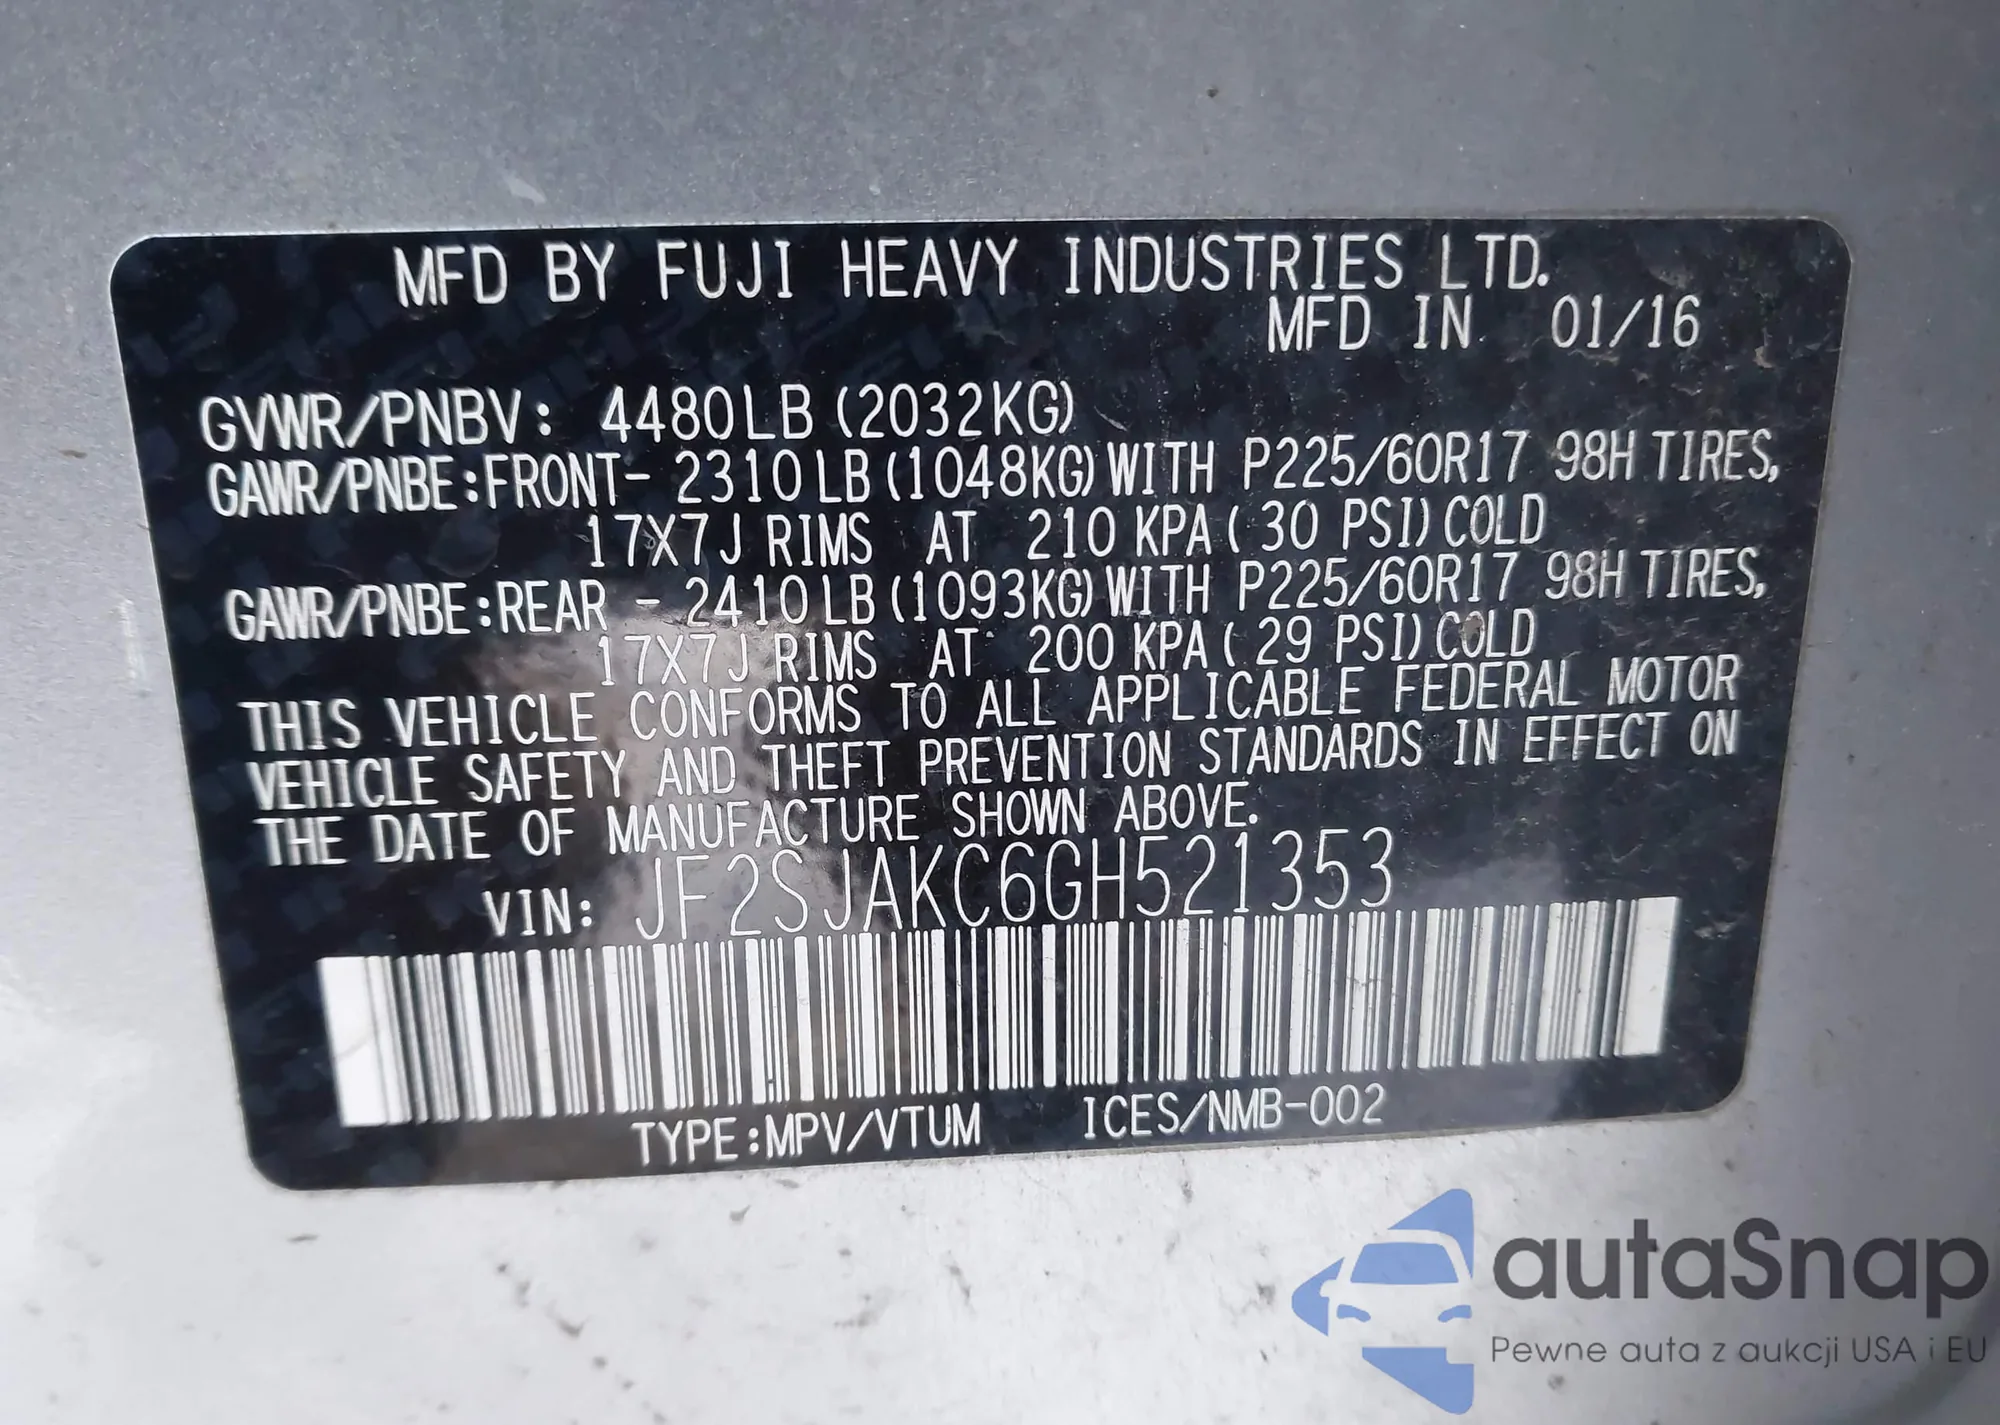 MFD BY FUJI HEAVY INDUSTRIES LTD.
MFD IN 01/16
GVWR/PNBV: 4480LB (2032KG)
GAWR/PNBE:FRONT- 2310LB(1048KG)WITH P225/60R17 98H TIRES,
17X7J RIMS AT 210 KPA( 30 PSI)COLD
GAWR/PNBE:REAR - 2410LB(1093KG)WITH P225/60R17 98H TIRES,
17X7J RIMS AT 200 KPA( 29 PSI)COLD
THIS VEHICLE CONFORMS TO ALL APPLICABLE FEDERAL MOTOR
VEHICLE SAFETY AND THEFT PREVENTION STANDARDS IN EFFECT ON
THE DATE OF MANUFACTURE SHOWN ABOVE.
VIN: JF2SJAKC6GH521353
TYPE:MPV/VTUM ICES/NMB-002
autaSnap
Pewne auta z aukcji USA i EU